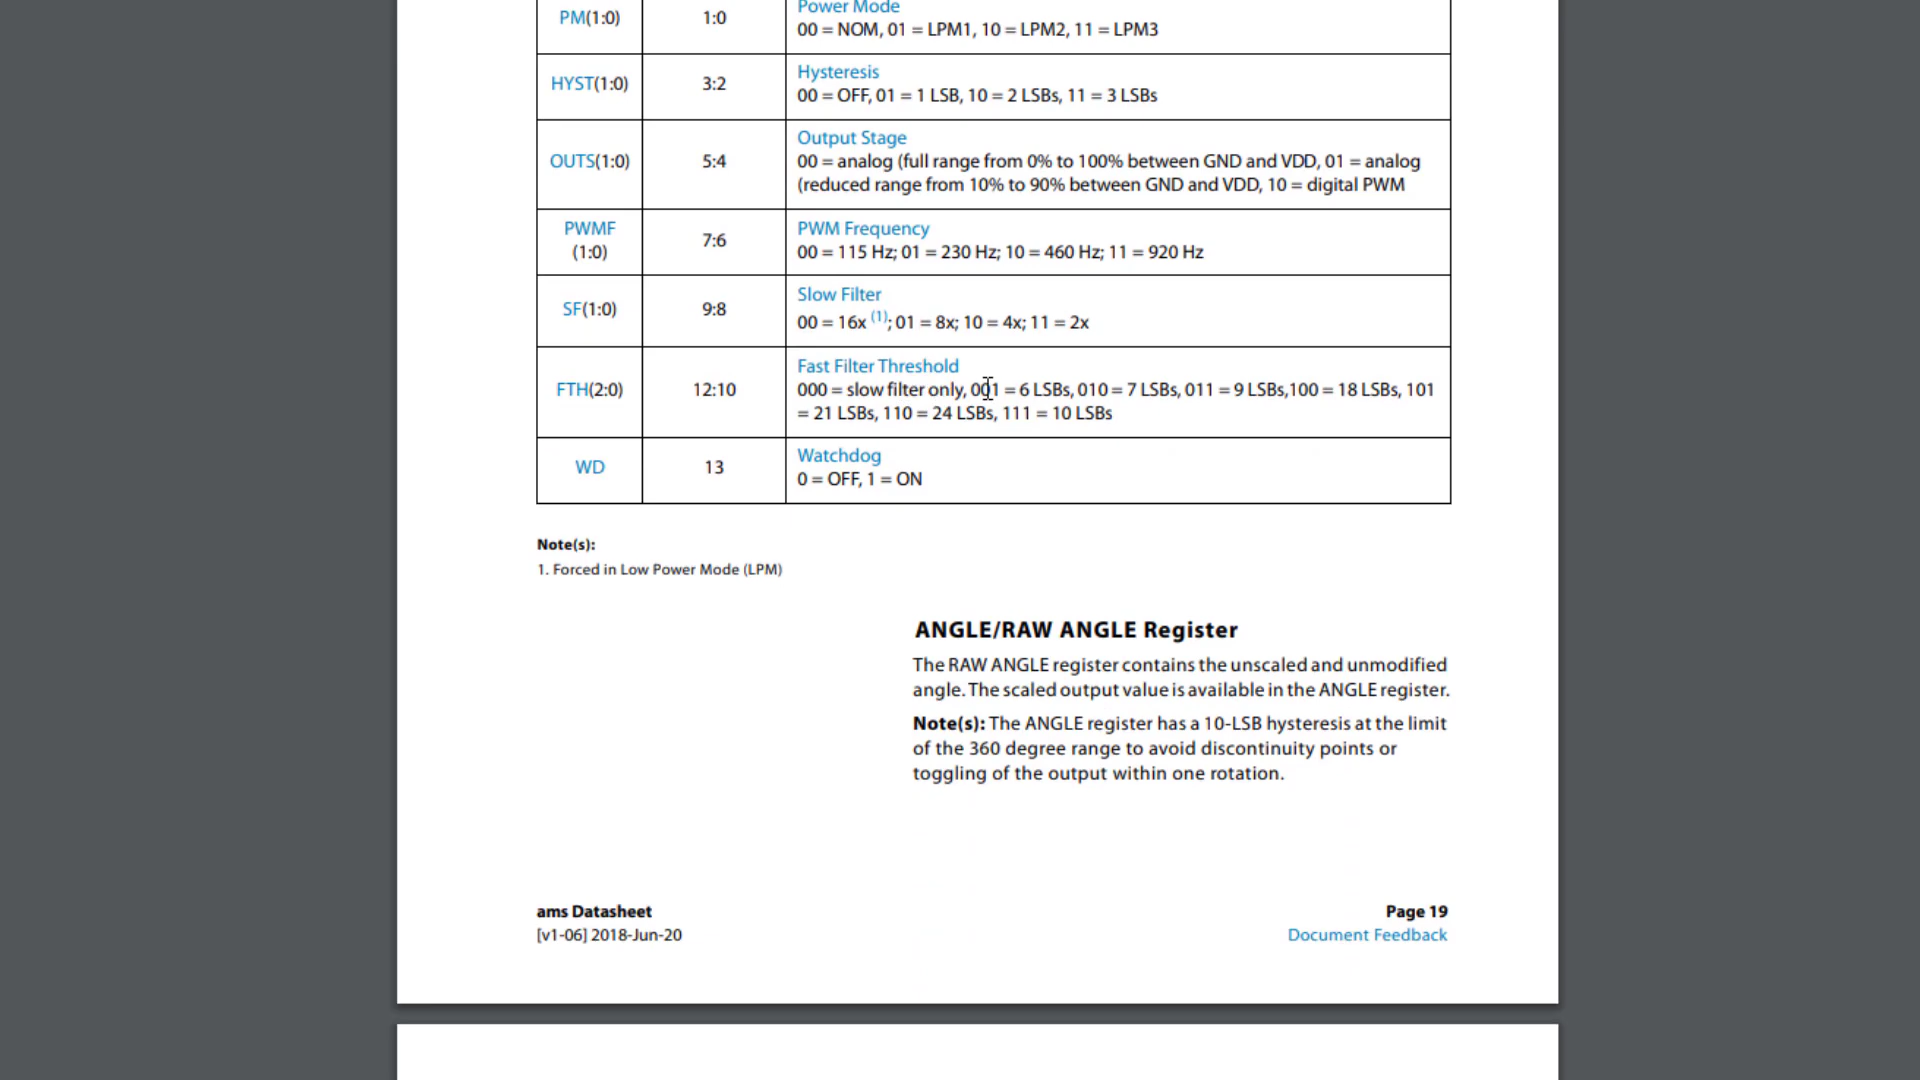 PM(1:0) 1:0 Power Mode
00 = NOM, 01 = LPM1, 10 = LPM2, 11 = LPM3
HYST(1:0) 3:2 Hysteresis
00 = OFF, 01 = 1 LSB, 10 = 2 LSBs, 11 = 3 LSBs
OUTS(1:0) 5:4 Output Stage
00 = analog (full range from 0% to 100% between GND and VDD, 01 = analog
(reduced range from 10% to 90% between GND and VDD, 10 = digital PWM
PWMF
(1:0)
7:6
PWM Frequency
00 = 115 Hz; 01 = 230 Hz; 10 = 460 Hz; 11 = 920 Hz
SF(1:0) 9:8 Slow Filter
00 = 16x (1); 01 = 8x; 10 = 4x; 11 = 2x
FTH(2:0) 12:10 Fast Filter Threshold
000 = slow filter only, 001 = 6 LSBs, 010 = 7 LSBs, 011 = 9 LSBs,100 = 18 LSBs, 101
= 21 LSBs, 110 = 24 LSBs, 111 = 10 LSBs
WD 13 Watchdog
0 = OFF, 1 = ON
Note(s):
1. Forced in Low Power Mode (LPM)
ANGLE/RAW ANGLE Register
The RAW ANGLE register contains the unscaled and unmodified
angle. The scaled output value is available in the ANGLE register.
Note(s): The ANGLE register has a 10-LSB hysteresis at the limit
of the 360 degree range to avoid discontinuity points or
toggling of the output within one rotation.
ams Datasheet Page 19
[v1-06] 2018-Jun-20 Document Feedback